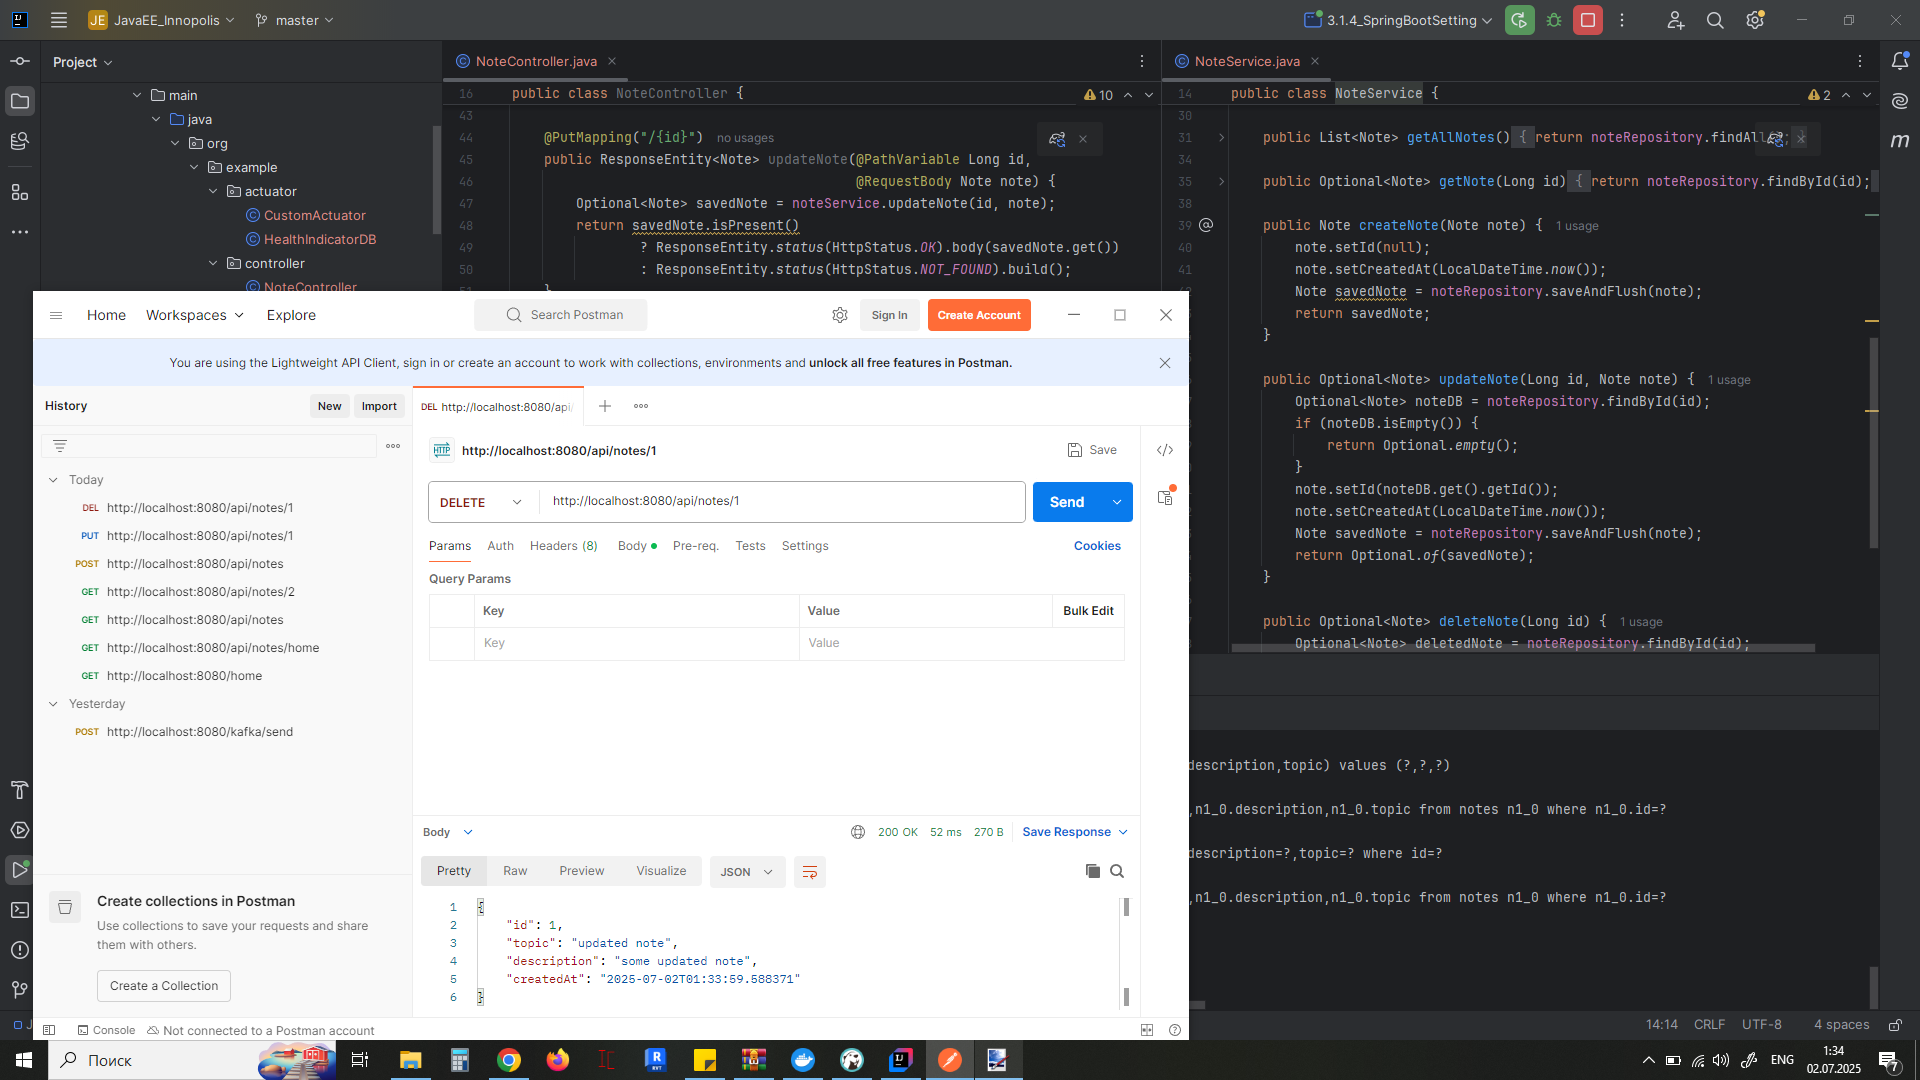 JE JavaEE_Innopolis master 3.1.4_SpringBootSetting
Project
main
java
org
example
actuator
CustomActuator
HealthIndicatorDB
controller
NoteController
NoteController.java
16 public class NoteController { 10
43
44 @PutMapping("/{id}") no usages
45 public ResponseEntity<Note> updateNote(@PathVariable Long id,
46 @RequestBody Note note) {
47 Optional<Note> savedNote = noteService.updateNote(id, note);
48 return savedNote.isPresent()
49 ? ResponseEntity.status(HttpStatus.OK).body(savedNote.get())
50 : ResponseEntity.status(HttpStatus.NOT_FOUND).build();
51 }
NoteService.java
14 public class NoteService { 2
30
31 public List<Note> getAllNotes() { return noteRepository.findAll(); }
34
35 public Optional<Note> getNote(Long id) { return noteRepository.findById(id);
38
39 public Note createNote(Note note) { 1 usage
40 note.setId(null);
41 note.setCreatedAt(LocalDateTime.now());
Note savedNote = noteRepository.saveAndFlush(note);
return savedNote;
}
public Optional<Note> updateNote(Long id, Note note) { 1 usage
Optional<Note> noteDB = noteRepository.findById(id);
if (noteDB.isEmpty()) {
return Optional.empty();
}
note.setId(noteDB.get().getId());
note.setCreatedAt(LocalDateTime.now());
Note savedNote = noteRepository.saveAndFlush(note);
return Optional.of(savedNote);
}
public Optional<Note> deleteNote(Long id) { 1 usage
Optional<Note> deletedNote = noteRepository.findById(id);
description,topic) values (?,?,?)
,n1_0.description,n1_0.topic from notes n1_0 where n1_0.id=?
description=?,topic=? where id=?
,n1_0.description,n1_0.topic from notes n1_0 where n1_0.id=?
14:14 CRLF UTF-8 4 spaces
Home Workspaces Explore Search Postman Sign In Create Account
You are using the Lightweight API Client, sign in or create an account to work with collections, environments and unlock all free features in Postman.
History New Import
Today
DEL http://localhost:8080/api/notes/1
PUT http://localhost:8080/api/notes/1
POST http://localhost:8080/api/notes
GET http://localhost:8080/api/notes/2
GET http://localhost:8080/api/notes
GET http://localhost:8080/api/notes/home
GET http://localhost:8080/home
Yesterday
POST http://localhost:8080/kafka/send
Create collections in Postman
Use collections to save your requests and share
them with others.
Create a Collection
DEL http://localhost:8080/api/
HTTP http://localhost:8080/api/notes/1 Save
DELETE http://localhost:8080/api/notes/1 Send
Params Auth Headers (8) Body Pre-req. Tests Settings Cookies
Query Params
Key Value Bulk Edit
Key Value
Body 200 OK 52 ms 270 B Save Response
Pretty Raw Preview Visualize JSON
1 {
2 "id": 1,
3 "topic": "updated note",
4 "description": "some updated note",
5 "createdAt": "2025-07-02T01:33:59.588371"
6 }
Console Not connected to a Postman account
Поиск
ENG 1:34
02.07.2025
7